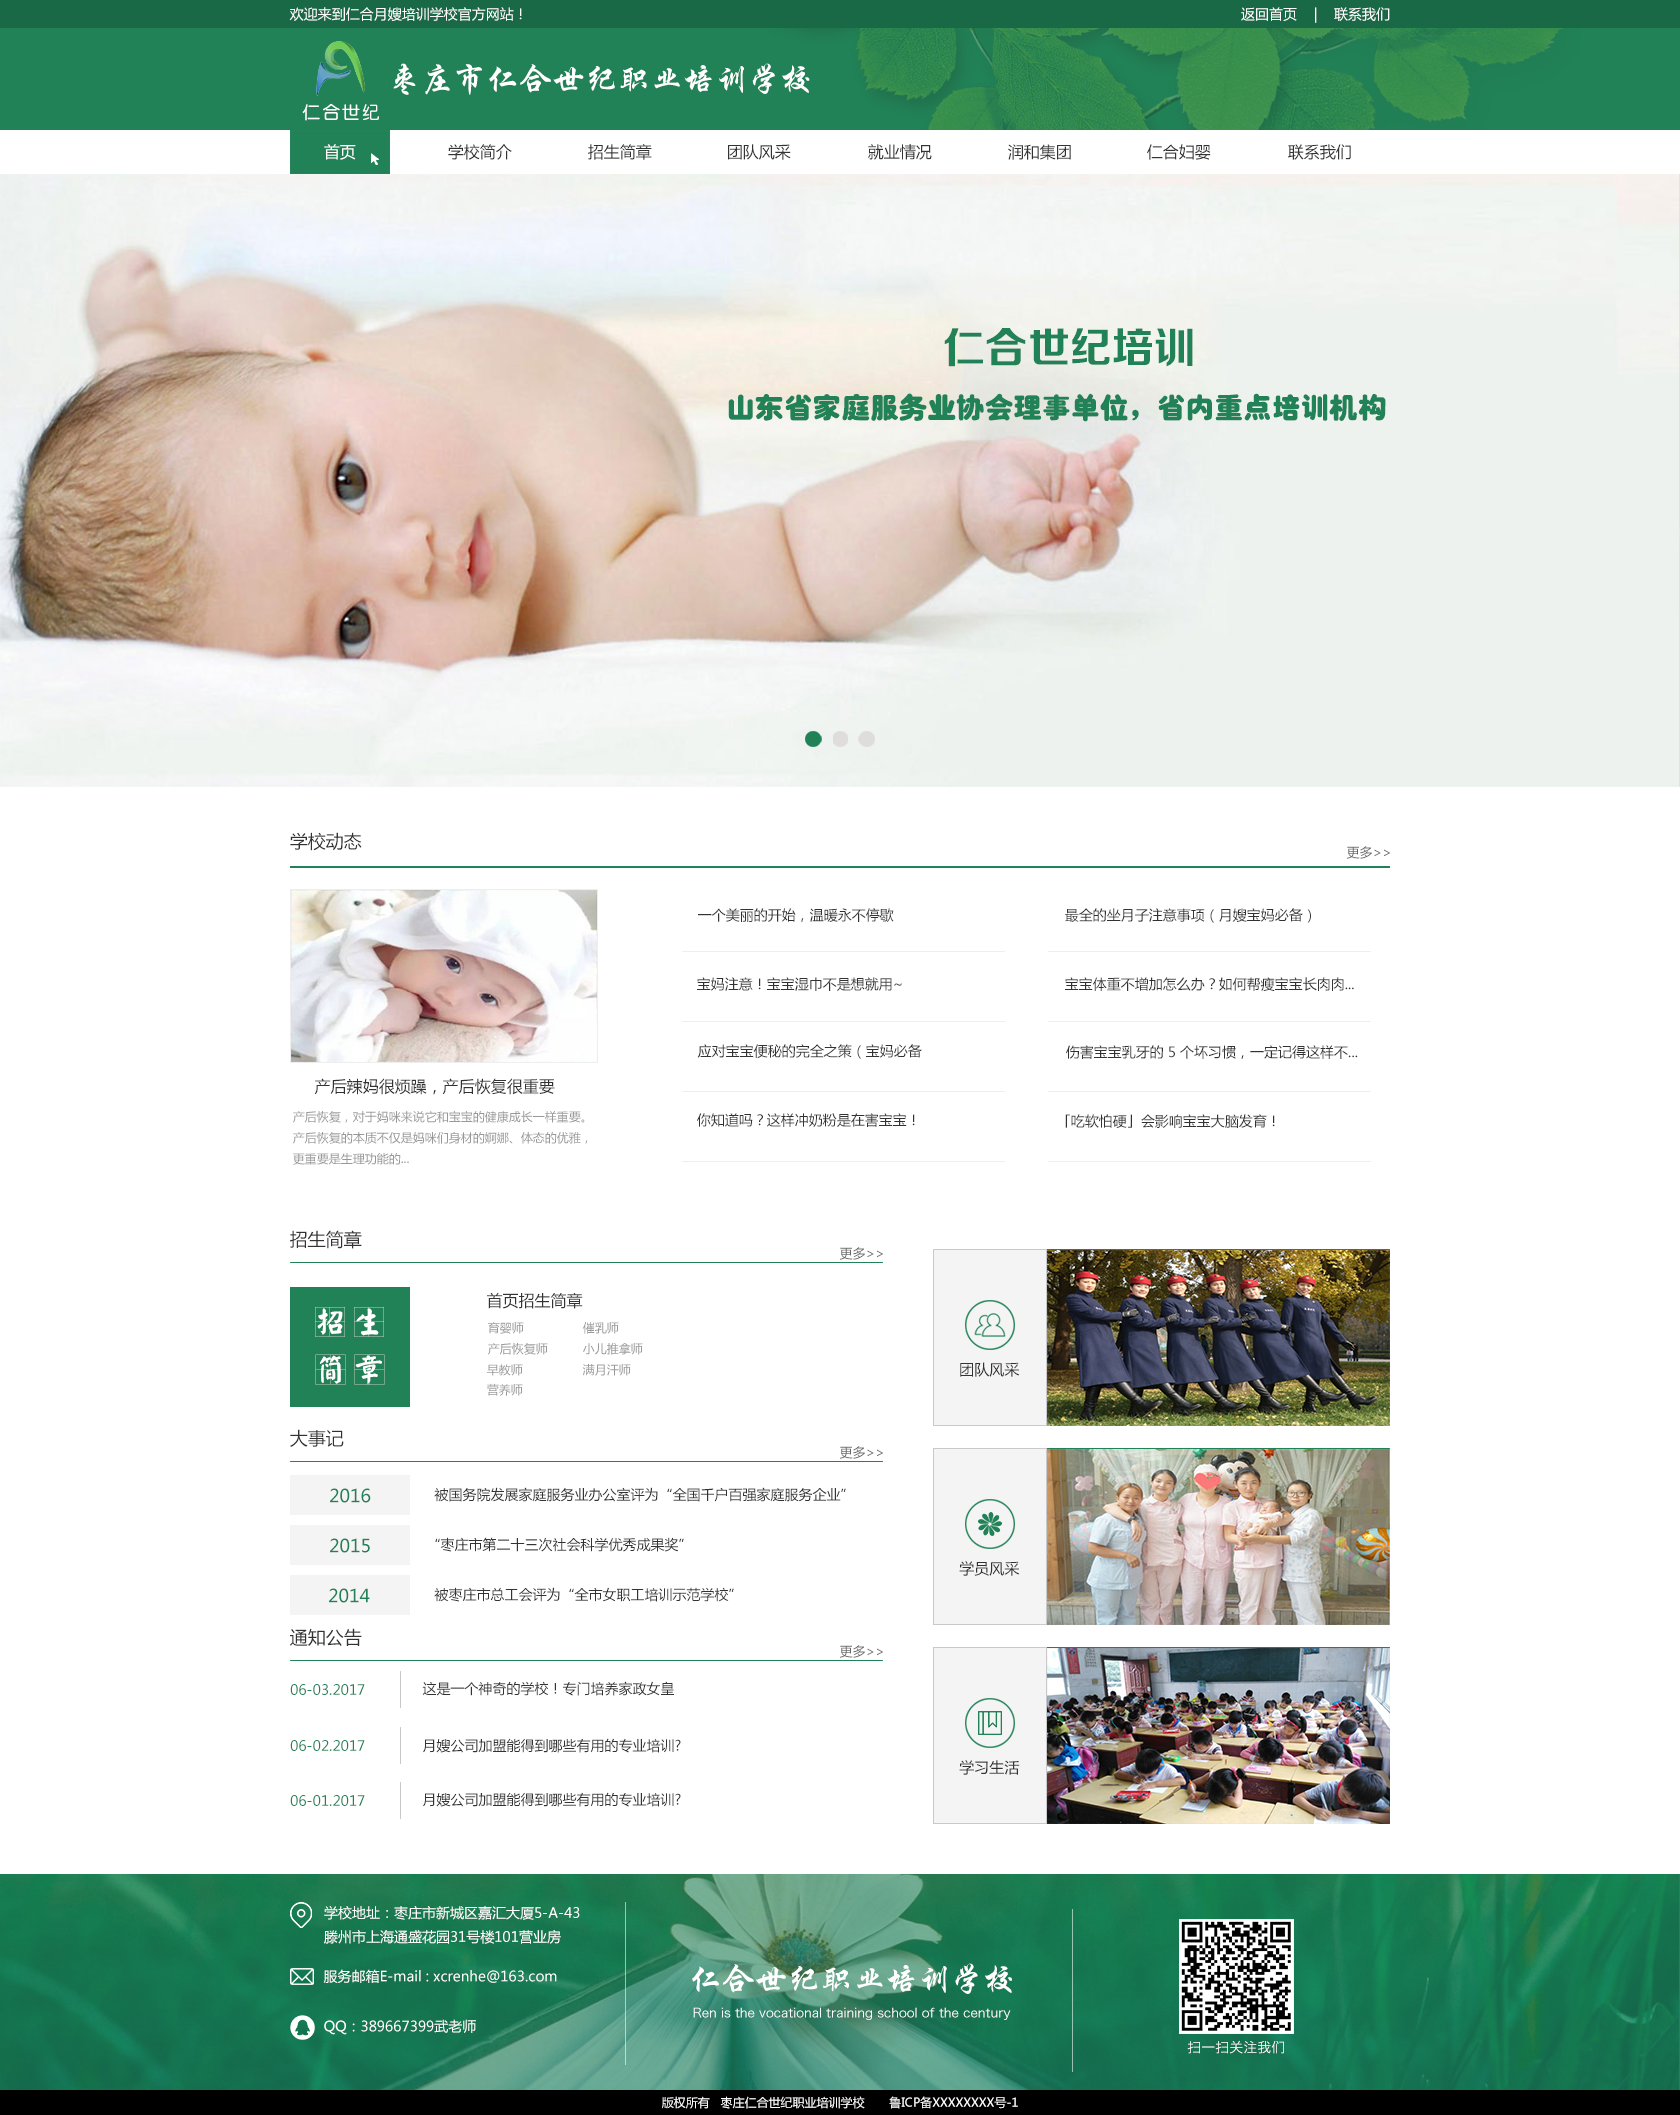 欢迎来到仁合月嫂培训学校官方网站！
返回首页 | 联系我们
仁合世纪
枣庄市仁合世纪职业培训学校
首页 学校简介 招生简章 团队风采 就业情况 润和集团 仁合妇婴 联系我们
仁合世纪培训
山东省家庭服务业协会理事单位，省内重点培训机构
学校动态
更多>>
产后辣妈很烦躁，产后恢复很重要
产后恢复，对于妈咪来说它和宝宝的健康成长一样重要。
产后恢复的本质不仅是妈咪们身材的婀娜、体态的优雅，
更重要是生理功能的...
一个美丽的开始，温暖永不停歇
宝妈注意！宝宝湿巾不是想就用~
应对宝宝便秘的完全之策（宝妈必备
你知道吗？这样冲奶粉是在害宝宝！
最全的坐月子注意事项（月嫂宝妈必备）
宝宝体重不增加怎么办？如何帮瘦宝宝长肉肉...
伤害宝宝乳牙的 5 个坏习惯，一定记得这样不...
「吃软怕硬」会影响宝宝大脑发育！
招生简章
更多>>
招生
简章
首页招生简章
育婴师 催乳师
产后恢复师 小儿推拿师
早教师 满月汗师
营养师
大事记
更多>>
2016 被国务院发展家庭服务业办公室评为“全国千户百强家庭服务企业”
2015 “枣庄市第二十三次社会科学优秀成果奖”
2014 被枣庄市总工会评为“全市女职工培训示范学校”
通知公告
更多>>
06-03.2017 这是一个神奇的学校！专门培养家政女皇
06-02.2017 月嫂公司加盟能得到哪些有用的专业培训?
06-01.2017 月嫂公司加盟能得到哪些有用的专业培训?
团队风采
学员风采
学习生活
学校地址：枣庄市新城区嘉汇大厦5-A-43
滕州市上海通盛花园31号楼101营业房
服务邮箱E-mail : xcrenhe@163.com
QQ：389667399武老师
仁合世纪职业培训学校
Ren is the vocational training school of the century
扫一扫关注我们
版权所有 枣庄仁合世纪职业培训学校 鲁ICP备XXXXXXXX号-1